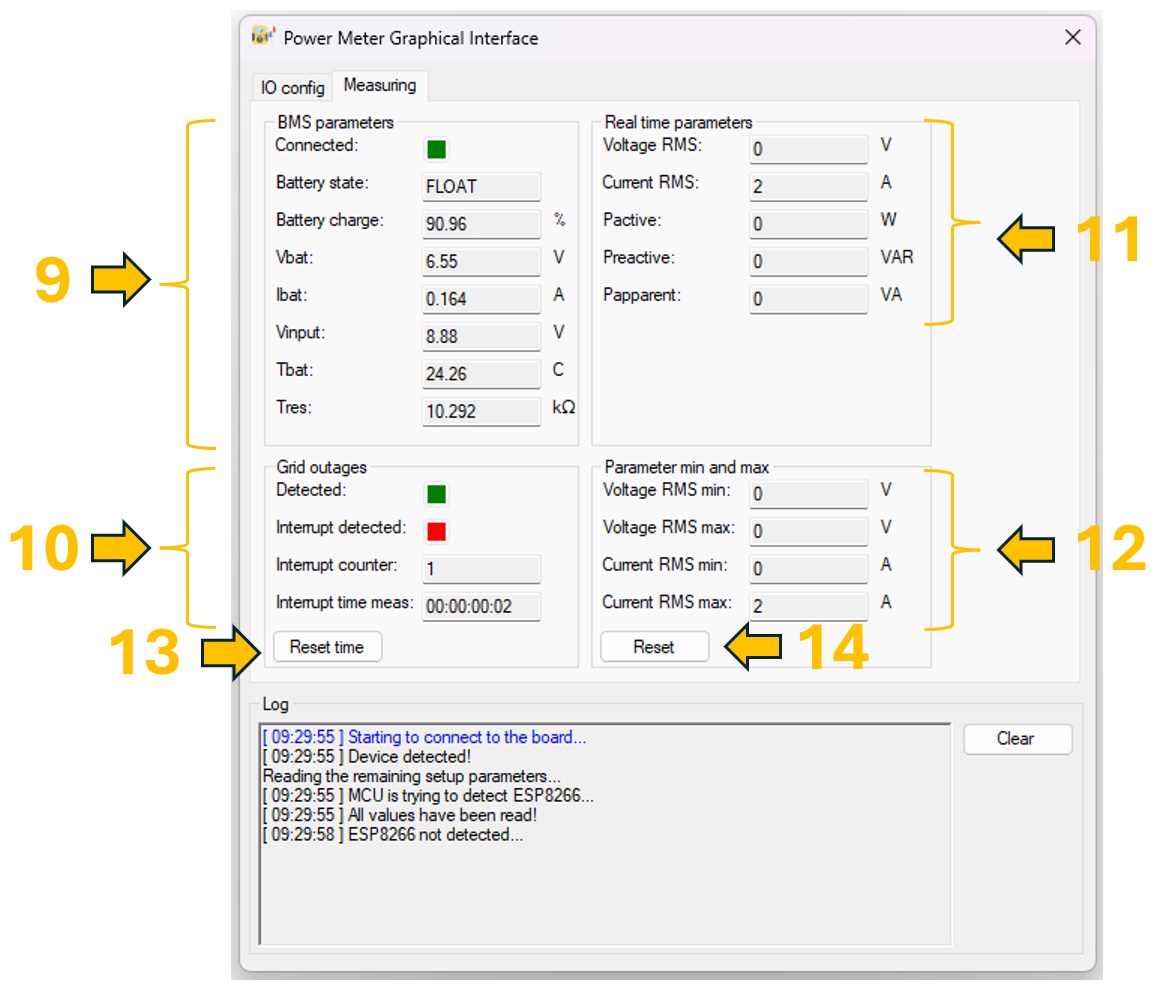 Power Meter Graphical Interface
IO config Measuring
BMS parameters
Connected:
Battery state: FLOAT
Battery charge: 90.96 %
Vbat: 6.55 V
Ibat: 0.164 A
Vinput: 8.88 V
Tbat: 24.26 C
Tres: 10.292 kΩ
9
Real time parameters
Voltage RMS: 0 V
Current RMS: 2 A
Pactive: 0 W
Preactive: 0 VAR
Papparent: 0 VA
11
Grid outages
Detected:
Interrupt detected:
Interrupt counter: 1
Interrupt time meas: 00:00:00:02
10
13
Reset time
Parameter min and max
Voltage RMS min: 0 V
Voltage RMS max: 0 V
Current RMS min: 0 A
Current RMS max: 2 A
12
Reset
14
Log
[ 09:29:55 ] Starting to connect to the board...
[ 09:29:55 ] Device detected!
Reading the remaining setup parameters...
[ 09:29:55 ] MCU is trying to detect ESP8266...
[ 09:29:55 ] All values have been read!
[ 09:29:58 ] ESP8266 not detected...
Clear